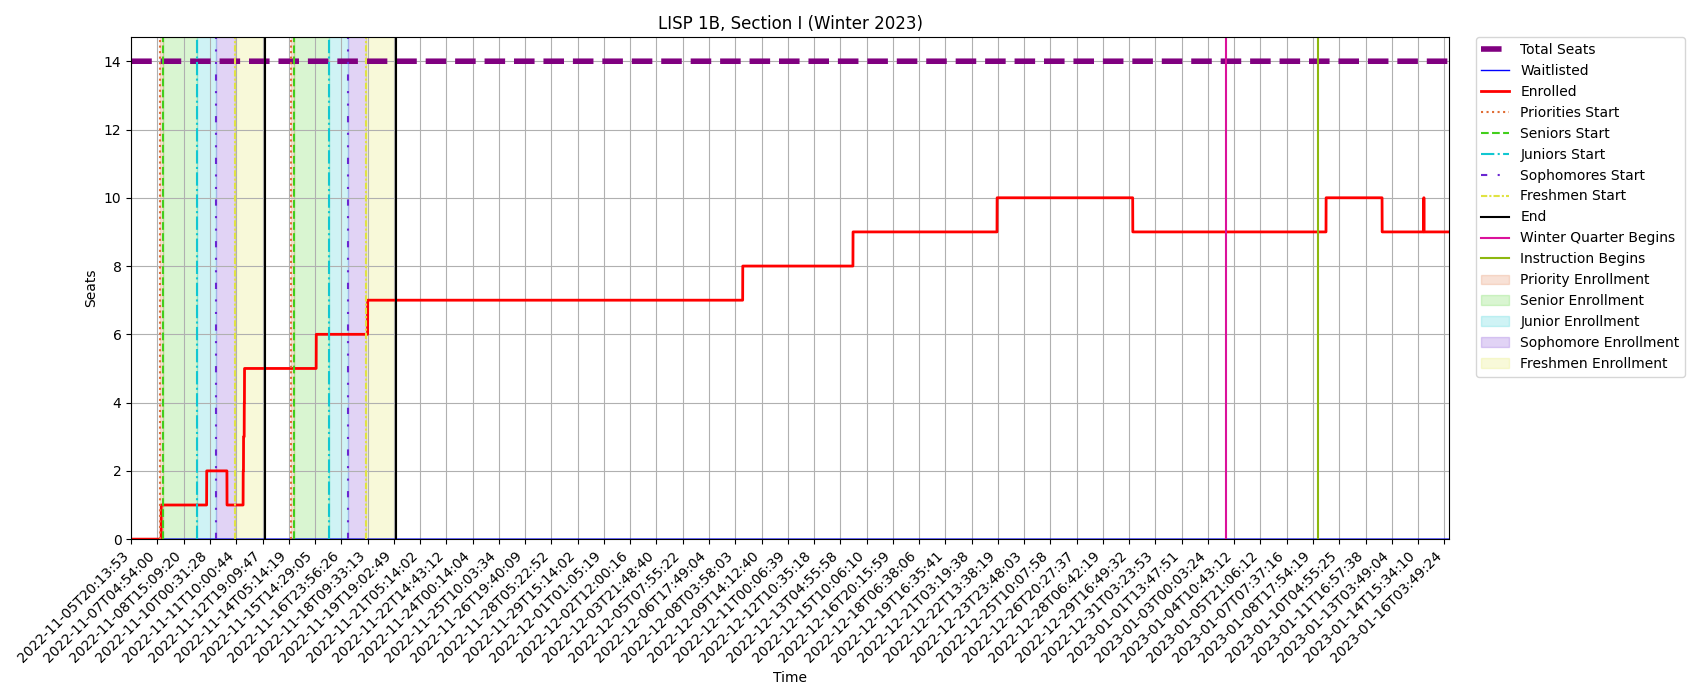 LISP 1B, Section I (Winter 2023)
14
12
10
8
6
4
2
0
Seats
2022-11-05T20:13:53
2022-11-07T04:54:00
2022-11-08T15:09:20
2022-11-10T00:31:28
2022-11-11T10:00:44
2022-11-12T19:09:47
2022-11-14T05:14:19
2022-11-15T14:29:05
2022-11-16T23:56:26
2022-11-18T09:33:13
2022-11-19T19:02:49
2022-11-21T05:14:02
2022-11-22T14:43:12
2022-11-24T00:14:04
2022-11-25T10:03:34
2022-11-26T19:40:09
2022-11-28T05:22:52
2022-11-29T15:14:02
2022-12-01T01:05:19
2022-12-02T12:00:16
2022-12-03T21:48:40
2022-12-05T07:55:22
2022-12-06T17:49:04
2022-12-08T03:58:03
2022-12-09T14:12:40
2022-12-11T00:06:39
2022-12-12T10:35:18
2022-12-13T04:55:58
2022-12-15T10:06:10
2022-12-16T20:15:59
2022-12-18T06:38:06
2022-12-19T16:35:41
2022-12-21T03:19:38
2022-12-22T13:38:19
2022-12-23T23:48:03
2022-12-25T10:07:58
2022-12-26T20:27:37
2022-12-28T06:42:19
2022-12-29T16:49:32
2022-12-31T03:23:53
2023-01-01T13:47:51
2023-01-03T00:03:24
2023-01-04T10:43:12
2023-01-05T21:06:12
2023-01-07T07:37:16
2023-01-08T17:54:19
2023-01-10T04:55:25
2023-01-11T16:57:38
2023-01-13T03:49:04
2023-01-14T15:34:10
2023-01-16T03:49:24
Time
Total Seats
Waitlisted
Enrolled
Priorities Start
Seniors Start
Juniors Start
Sophomores Start
Freshmen Start
End
Winter Quarter Begins
Instruction Begins
Priority Enrollment
Senior Enrollment
Junior Enrollment
Sophomore Enrollment
Freshmen Enrollment